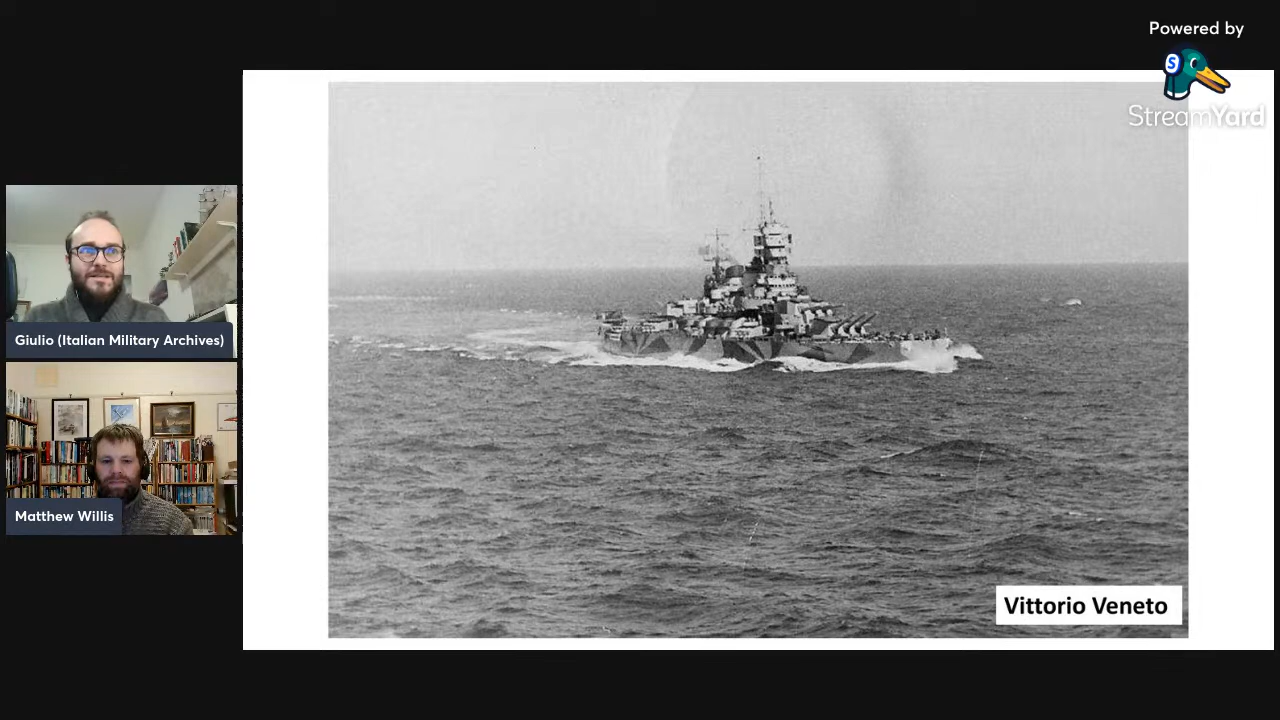 Powered by
S
StreamYard
Giulio (Italian Military Archives)
Matthew Willis
Vittorio Veneto